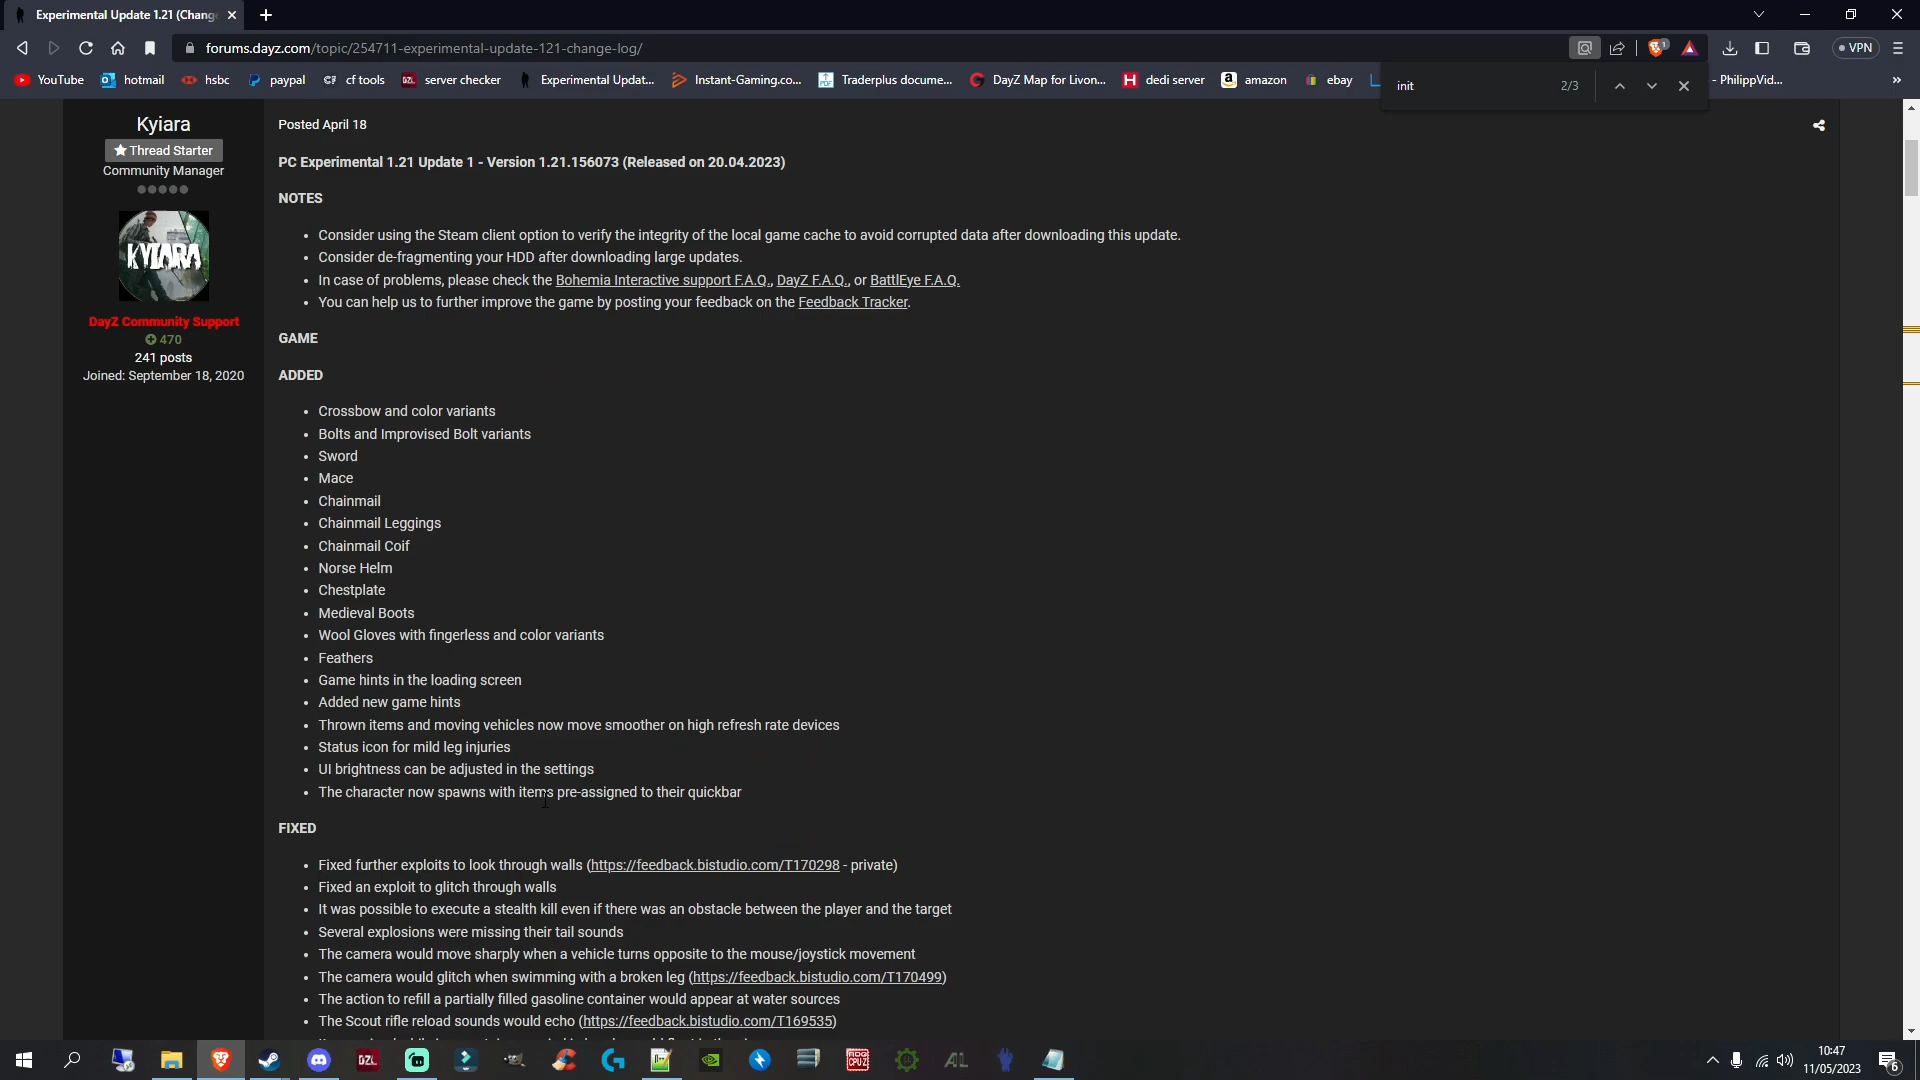 Experimental Update 1.21 (Chang
forums.dayz.com/topic/254711-experimental-update-121-change-log/
VPN
YouTube
hotmail
hsbc
paypal
CF
cf tools
DZL
server checker
Experimental Updat...
Instant-Gaming.co...
Traderplus docume...
DayZ Map for Livon...
H
dedi server
amazon
ebay
- PhilippVid...
init
2/3
Kyiara
Thread Starter
Community Manager
KYIARA
DayZ Community Support
470
241 posts
Joined: September 18, 2020
Posted April 18
PC Experimental 1.21 Update 1 - Version 1.21.156073 (Released on 20.04.2023)
NOTES
• Consider using the Steam client option to verify the integrity of the local game cache to avoid corrupted data after downloading this update.
• Consider de-fragmenting your HDD after downloading large updates.
• In case of problems, please check the Bohemia Interactive support F.A.Q., DayZ F.A.Q., or BattlEye F.A.Q.
• You can help us to further improve the game by posting your feedback on the Feedback Tracker.
GAME
ADDED
• Crossbow and color variants
• Bolts and Improvised Bolt variants
• Sword
• Mace
• Chainmail
• Chainmail Leggings
• Chainmail Coif
• Norse Helm
• Chestplate
• Medieval Boots
• Wool Gloves with fingerless and color variants
• Feathers
• Game hints in the loading screen
• Added new game hints
• Thrown items and moving vehicles now move smoother on high refresh rate devices
• Status icon for mild leg injuries
• UI brightness can be adjusted in the settings
• The character now spawns with items pre-assigned to their quickbar
FIXED
• Fixed further exploits to look through walls (https://feedback.bistudio.com/T170298 - private)
• Fixed an exploit to glitch through walls
• It was possible to execute a stealth kill even if there was an obstacle between the player and the target
• Several explosions were missing their tail sounds
• The camera would move sharply when a vehicle turns opposite to the mouse/joystick movement
• The camera would glitch when swimming with a broken leg (https://feedback.bistudio.com/T170499)
• The action to refill a partially filled gasoline container would appear at water sources
• The Scout rifle reload sounds would echo (https://feedback.bistudio.com/T169535)
DZL
CPU-Z
AL
10:47
11/05/2023
6